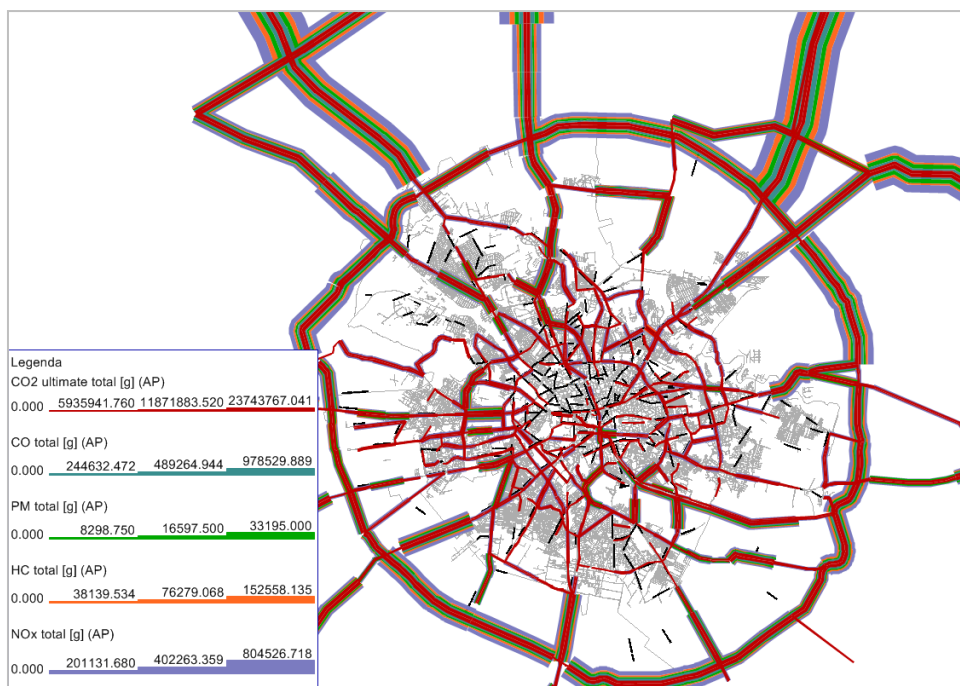 Legenda
CO2 ultimate total [g] (AP)
0.000 5935941.760 11871883.520 23743767.041
CO total [g] (AP)
0.000 244632.472 489264.944 978529.889
PM total [g] (AP)
0.000 8298.750 16597.500 33195.000
HC total [g] (AP)
0.000 38139.534 76279.068 152558.135
NOx total [g] (AP)
0.000 201131.680 402263.359 804526.718